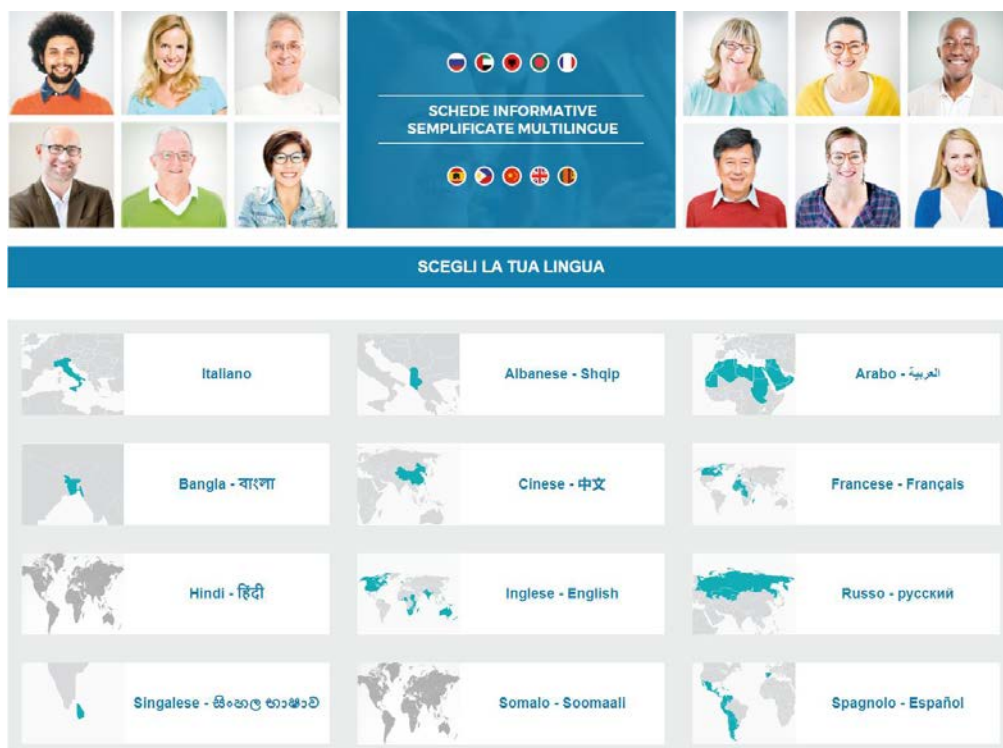 SCHEDE INFORMATIVE
SEMPLIFICATE MULTILINGUE
SCEGLI LA TUA LINGUA
Italiano
Albanese - Shqip
Arabo - العربية
Bangla - বাংলা
Cinese - 中文
Francese - Français
Hindi - हिंदी
Inglese - English
Russo - русский
Singalese - සිංහල භාෂාව
Somalo - Soomaali
Spagnolo - Español